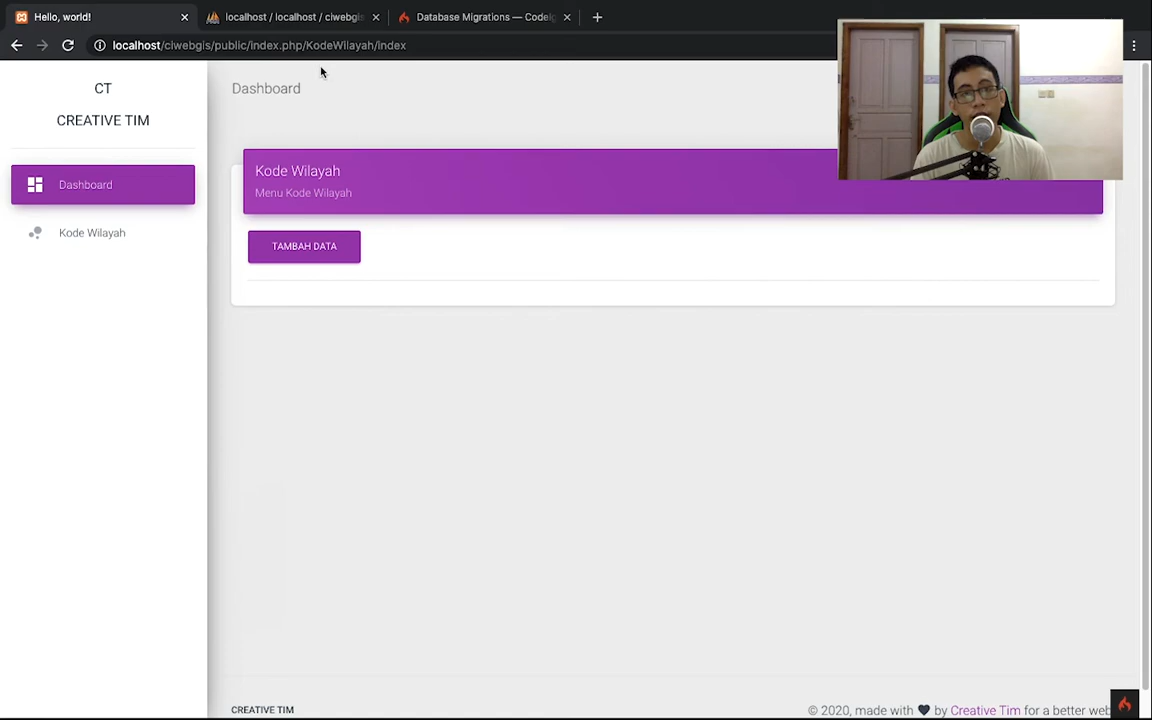 Hello, world!
localhost / localhost / ciwebgis
Database Migrations — CodeIg
localhost/ciwebgis/public/index.php/KodeWilayah/index
CT
CREATIVE TIM
Dashboard
Kode Wilayah
Dashboard
Kode Wilayah
Menu Kode Wilayah
TAMBAH DATA
CREATIVE TIM
© 2020, made with by Creative Tim for a better web